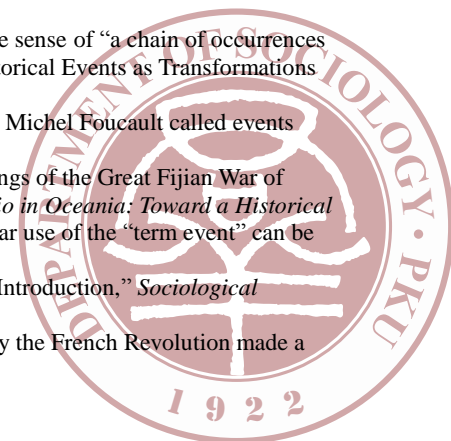 e sense of “a chain of occurrences
torical Events as Transformations
Michel Foucault called events
ngs of the Great Fijian War of
io in Oceania: Toward a Historical
ar use of the “term event” can be
Introduction,” Sociological
y the French Revolution made a
DEPARTMENT OF SOCIOLOGY · PKU
1922